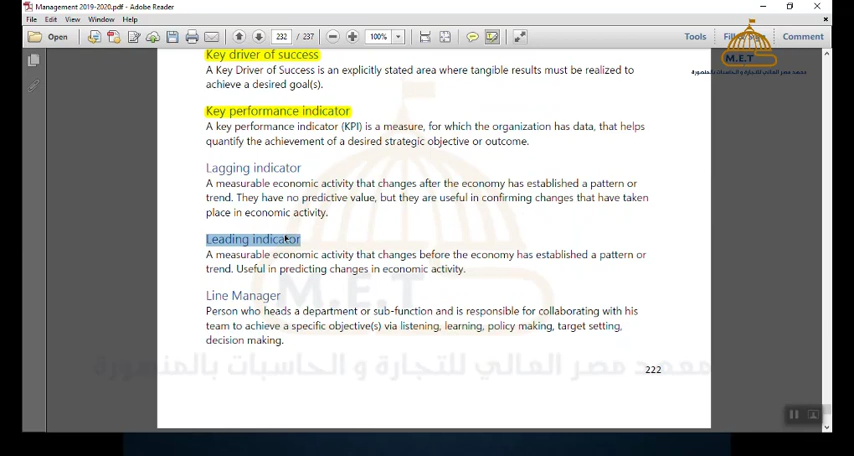 Management 2019-2020.pdf - Adobe Reader
File Edit View Window Help
Open
232 / 237
100%
Tools
Comment
M.E.T
معهد مصر العالي للتجارة و الحاسبات بالمنصورة
Key driver of success
A Key Driver of Success is an explicitly stated area where tangible results must be realized to
achieve a desired goal(s).
Key performance indicator
A key performance indicator (KPI) is a measure, for which the organization has data, that helps
quantify the achievement of a desired strategic objective or outcome.
Lagging indicator
A measurable economic activity that changes after the economy has established a pattern or
trend. They have no predictive value, but they are useful in confirming changes that have taken
place in economic activity.
Leading indicator
A measurable economic activity that changes before the economy has established a pattern or
trend. Useful in predicting changes in economic activity.
Line Manager
M.E.T
Person who heads a department or sub-function and is responsible for collaborating with his
team to achieve a specific objective(s) via listening, learning, policy making, target setting,
decision making.
معهد مصر العالي للتجارة و الحاسبات بالمنصورة
222